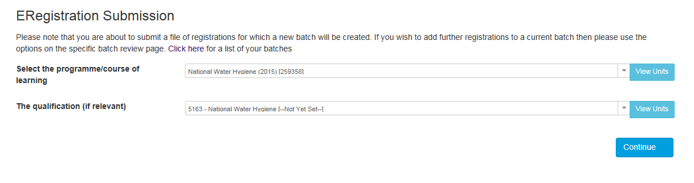 ERegistration Submission
Please note that you are about to submit a file of registrations for which a new batch will be created. If you wish to add further registrations to a current batch then please use the
options on the specific batch review page. Click here for a list of your batches
Select the programme/course of
learning
National Water Hygiene (2015) [259358]
View Units
The qualification (if relevant)
5163 - National Water Hygiene [--Not Yet Set--]
View Units
Continue